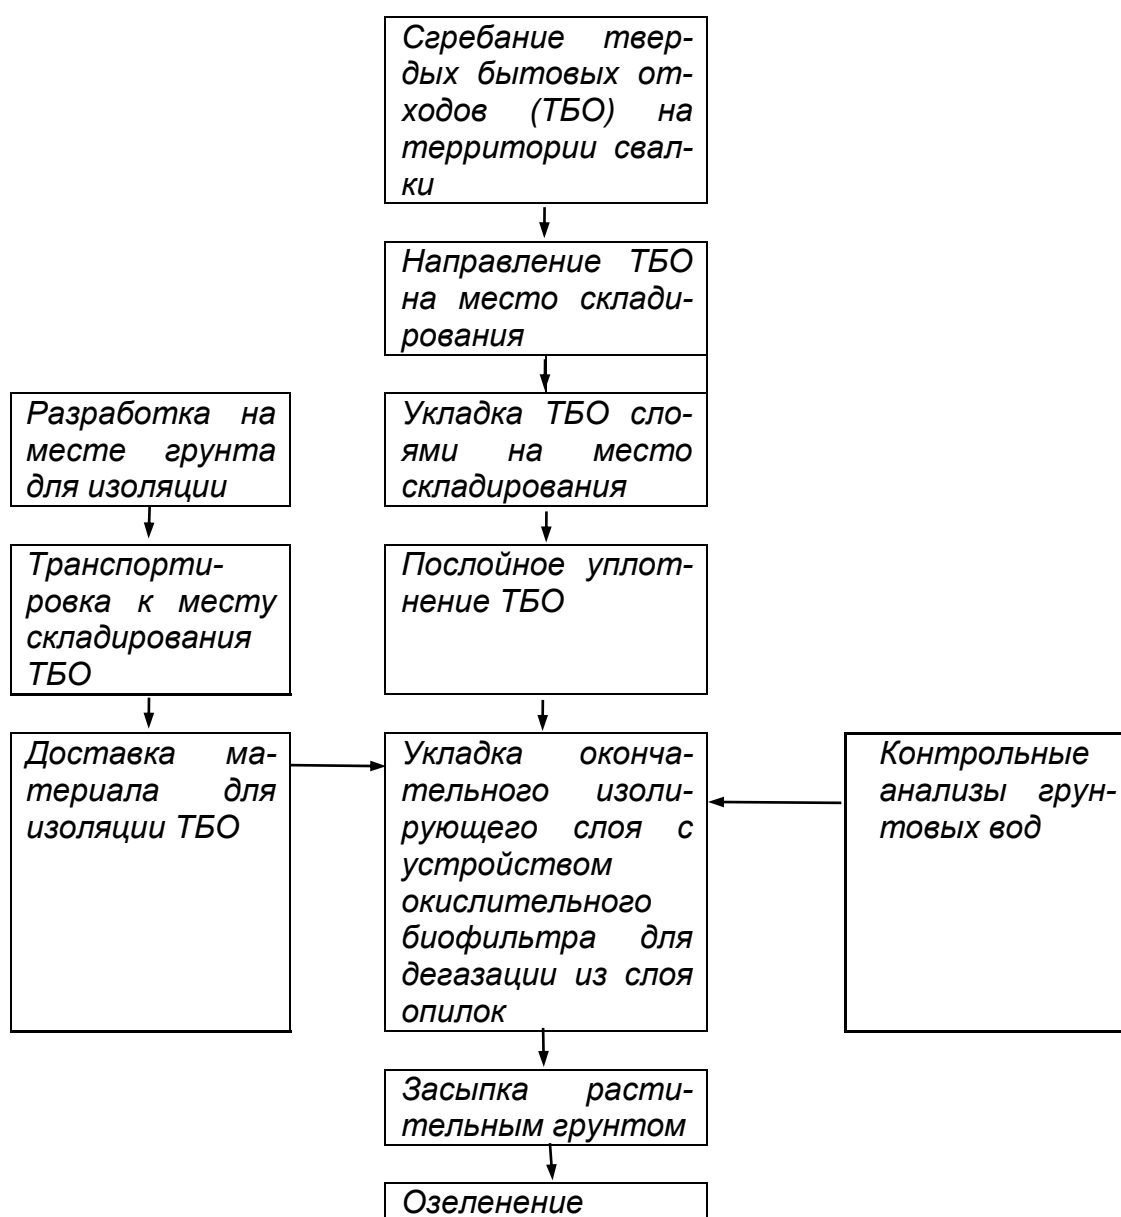 Сгребание твер-
дых бытовых от-
ходов (ТБО) на
территории свал-
ки
Направление ТБО
на место складирования
Разработка на
месте грунта
для изоляции
Укладка ТБО сло-
ями на место
складирования
Транспорти-
ровка к месту
складирования
ТБО
Послойное уплот-
нение ТБО
Доставка ма-
териала для
изоляции ТБО
Укладка оконча-
тельного изоли-
рующего слоя с
устройством
окислительного
биофильтра для
дегазации из слоя
опилок
Контрольные
анализы грун-
товых вод
Засыпка расти-
тельным грунтом
Озеленение